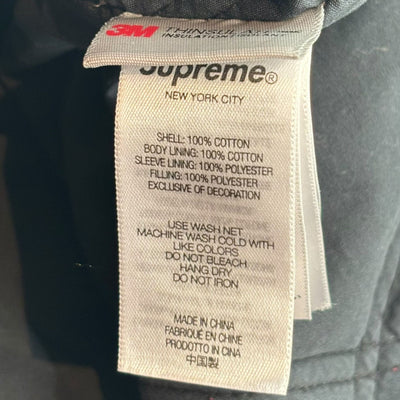 3M THINSULATE
INSULATION
Supreme®
NEW YORK CITY
SHELL: 100% COTTON
BODY LINING: 100% COTTON
SLEEVE LINING: 100% POLYESTER
FILLING: 100% POLYESTER
EXCLUSIVE OF DECORATION
USE WASH NET
MACHINE WASH COLD WITH
LIKE COLORS
DO NOT BLEACH
HANG DRY
DO NOT IRON
MADE IN CHINA
FABRIQUÉ EN CHINE
PRODOTTO IN CINA
中国製